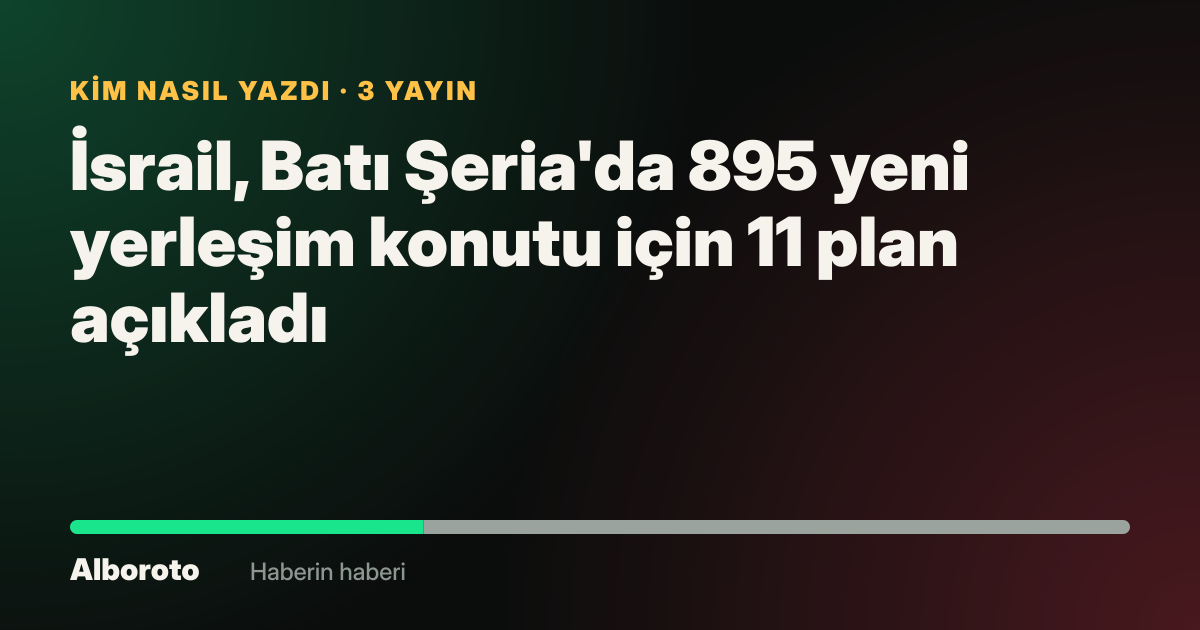 KİM NASIL YAZDI · 3 YAYIN
İsrail, Batı Şeria'da 895 yeni
yerleşim konutu için 11 plan
açıkladı
Alboroto Haberin haberi